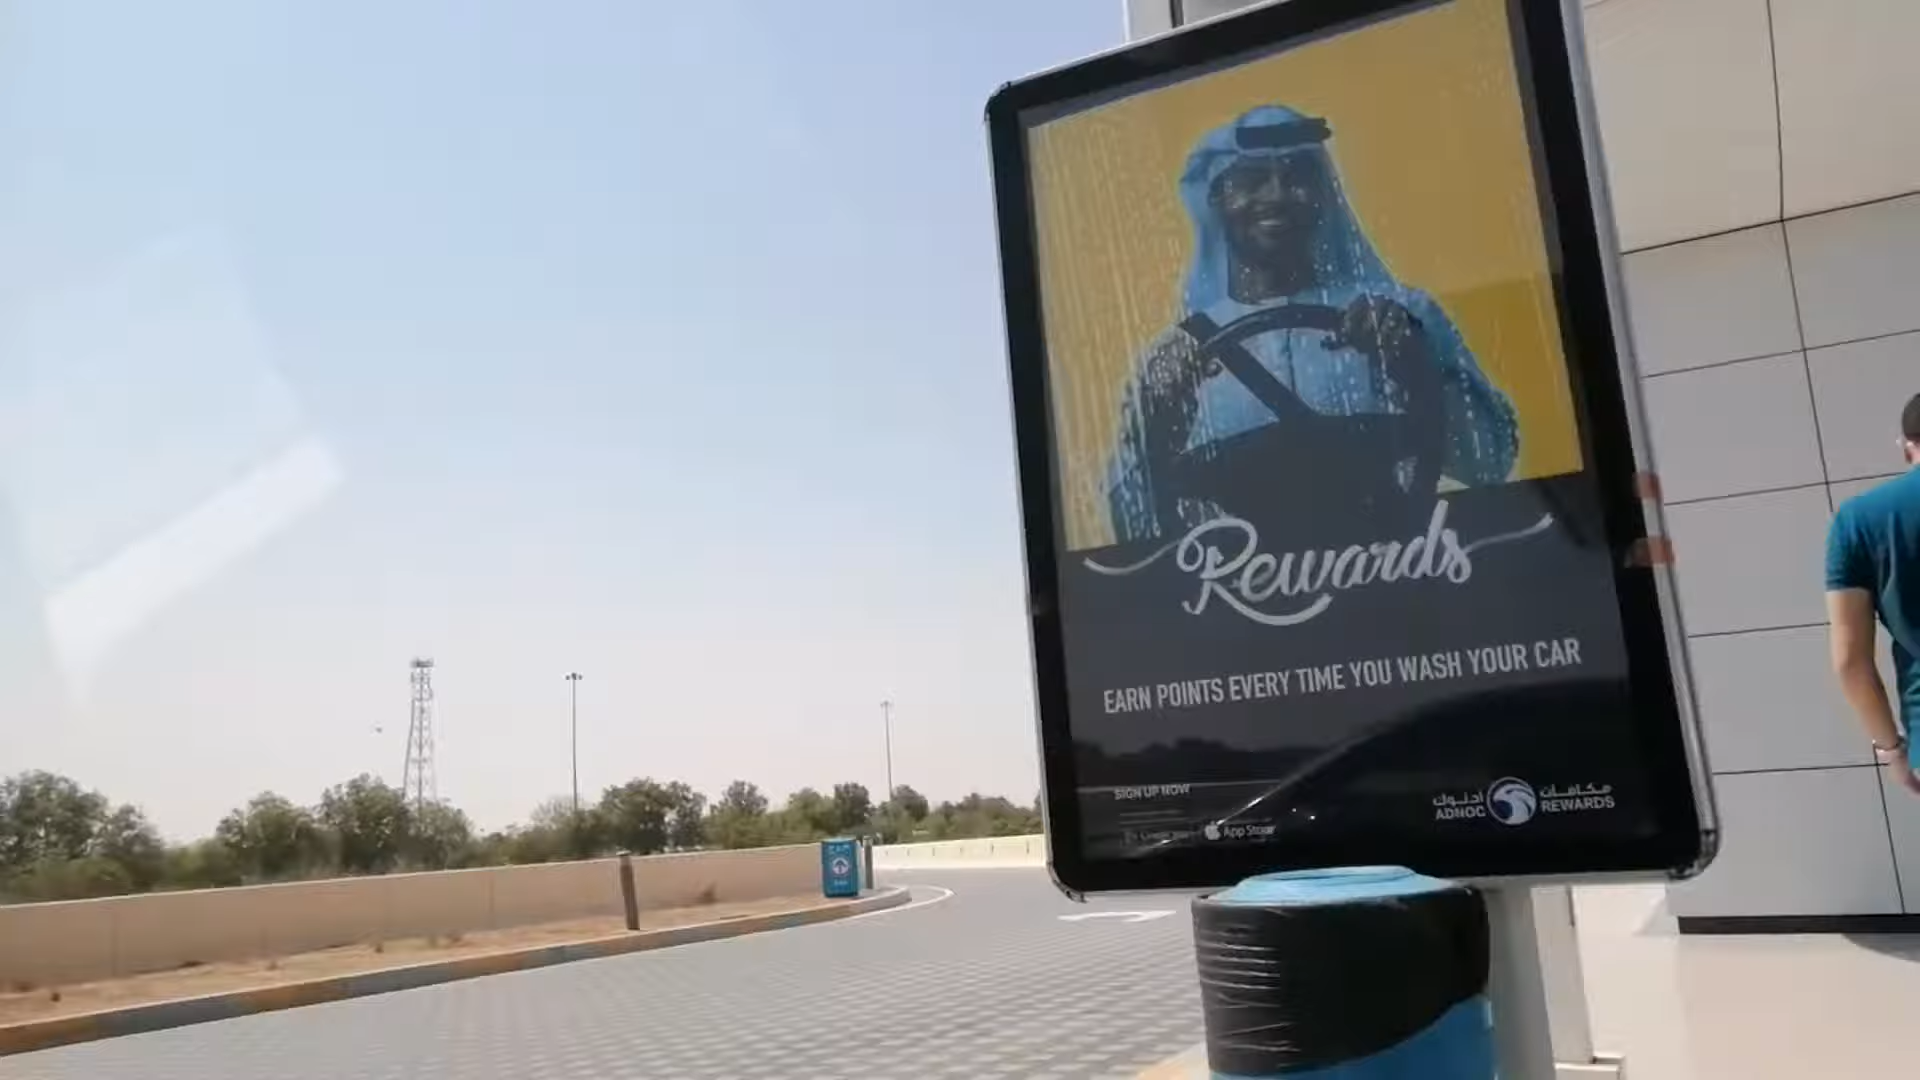 Rewards
EARN POINTS EVERY TIME YOU WASH YOUR CAR
SIGN UP NOW
App Store
أدنوك مكافآت
ADNOC REWARDS